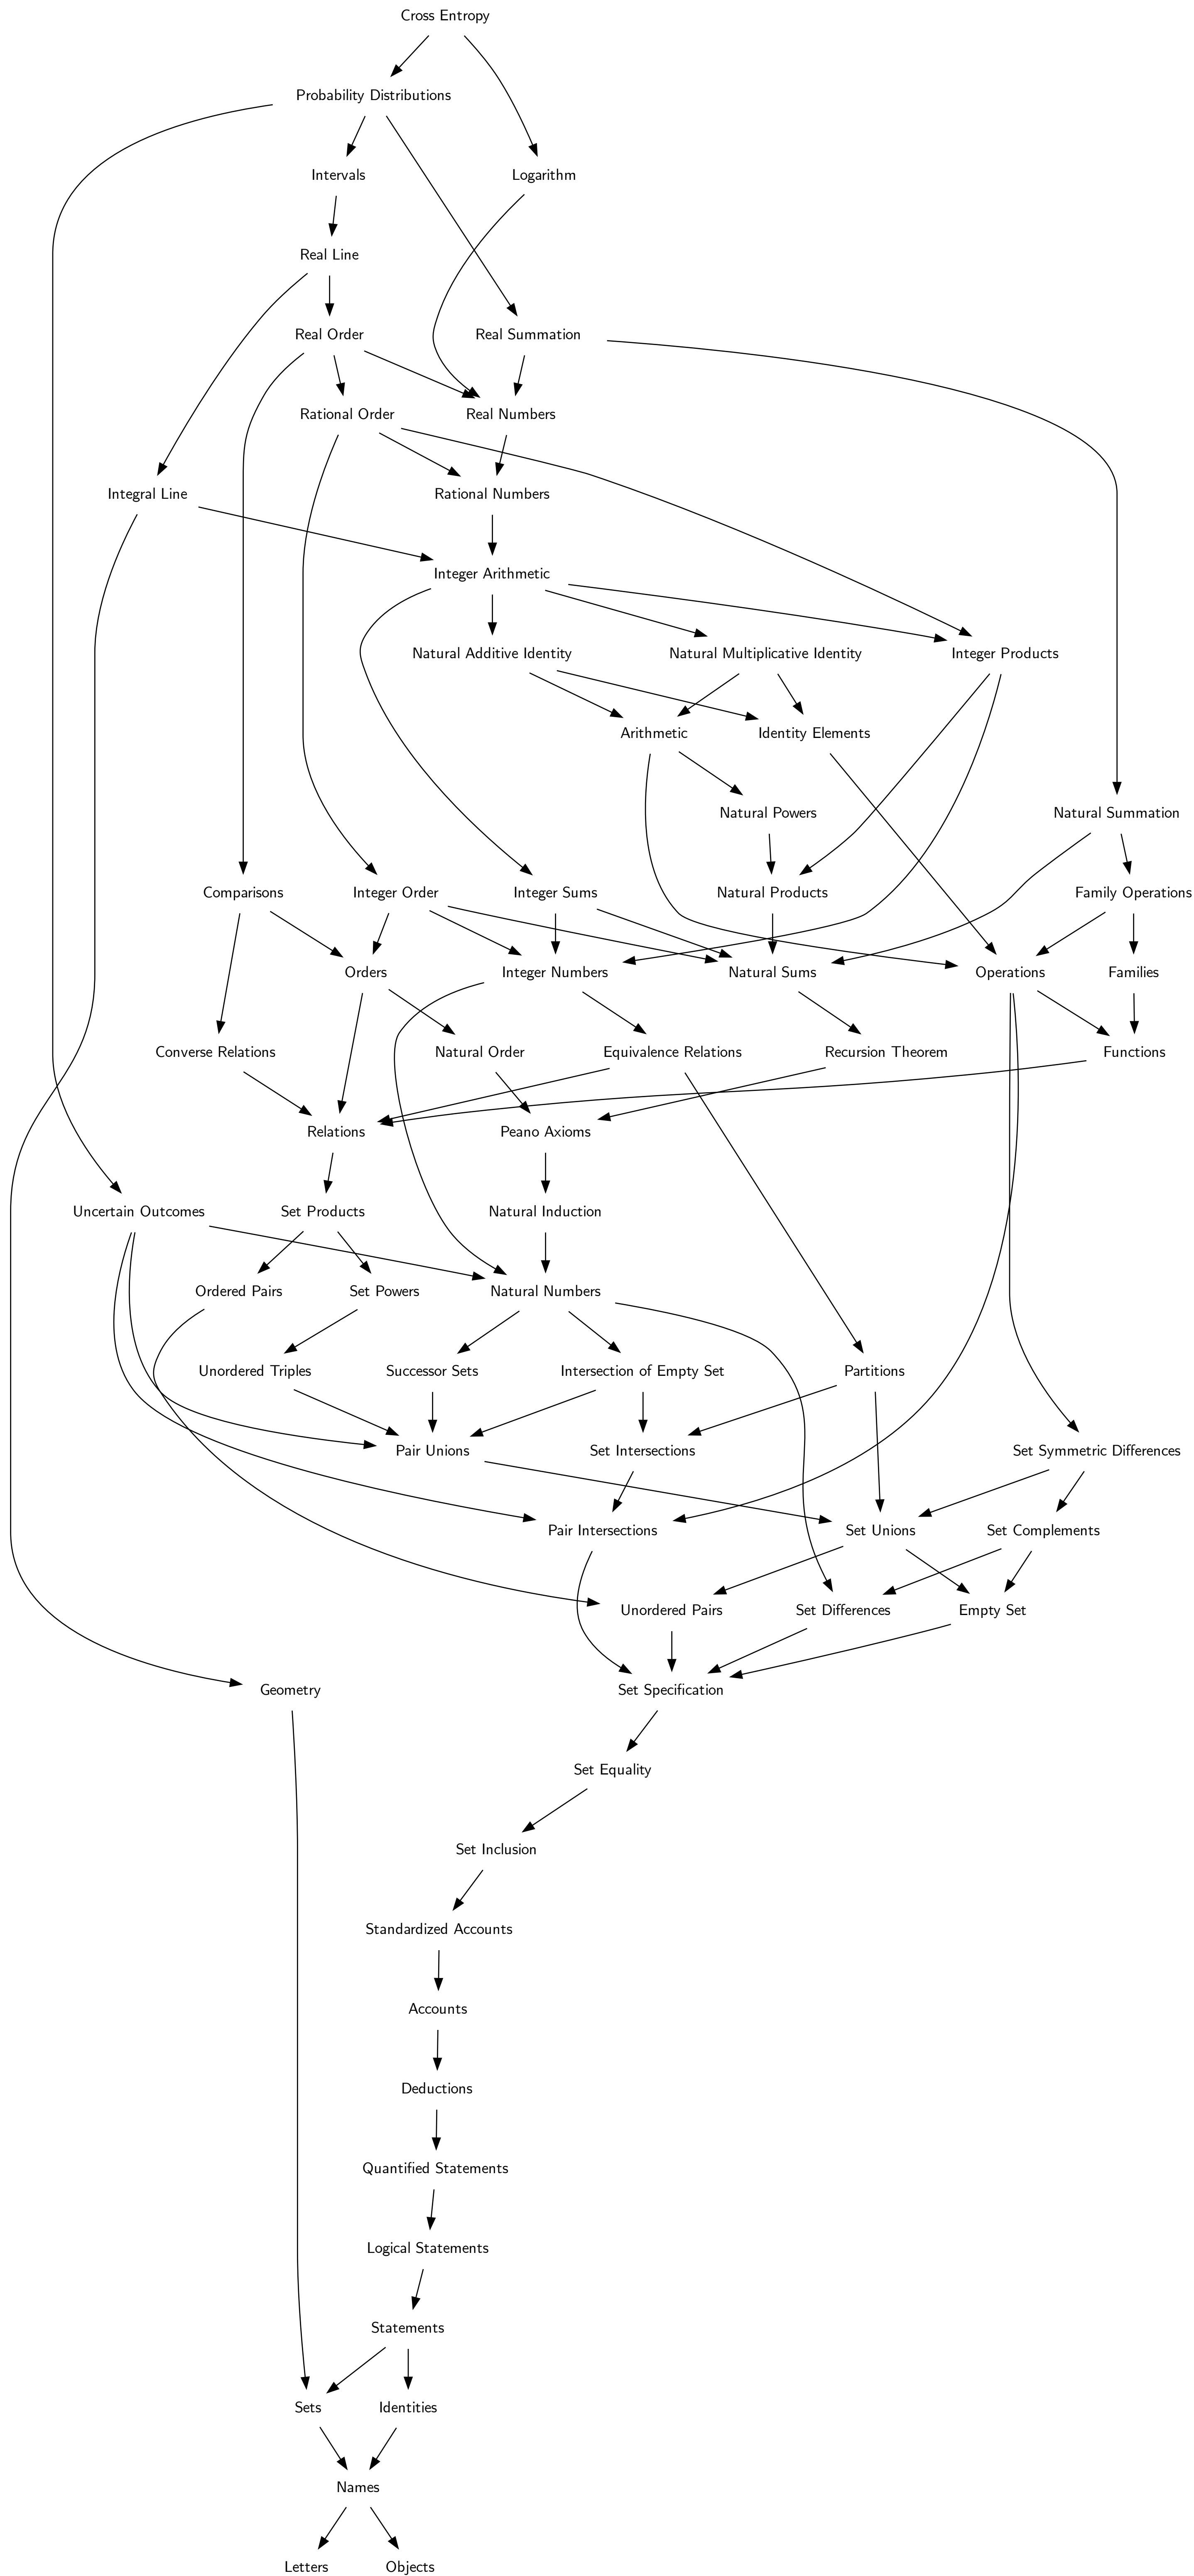 Cross Entropy
Probability Distributions
Intervals
Logarithm
Real Line
Real Order
Real Summation
Rational Order
Real Numbers
Integral Line
Rational Numbers
Integer Arithmetic
Natural Additive Identity
Natural Multiplicative Identity
Integer Products
Arithmetic
Identity Elements
Natural Powers
Natural Summation
Comparisons
Integer Order
Integer Sums
Natural Products
Family Operations
Orders
Integer Numbers
Natural Sums
Operations
Families
Converse Relations
Natural Order
Equivalence Relations
Recursion Theorem
Functions
Relations
Peano Axioms
Uncertain Outcomes
Set Products
Natural Induction
Ordered Pairs
Set Powers
Natural Numbers
Unordered Triples
Successor Sets
Intersection of Empty Set
Partitions
Pair Unions
Set Intersections
Set Symmetric Differences
Pair Intersections
Set Unions
Set Complements
Unordered Pairs
Set Differences
Empty Set
Geometry
Set Specification
Set Equality
Set Inclusion
Standardized Accounts
Accounts
Deductions
Quantified Statements
Logical Statements
Statements
Sets
Identities
Names
Letters
Objects